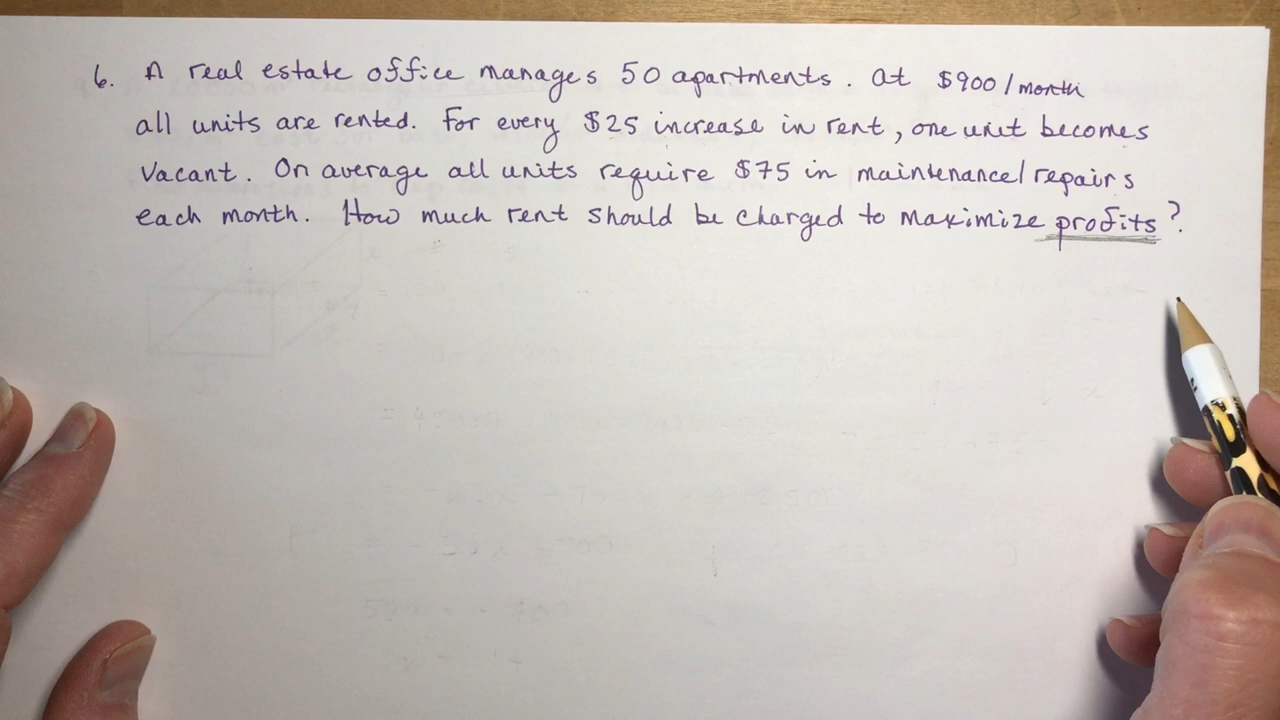 6. A real estate office manages 50 apartments. At $900/month
all units are rented. For every $25 increase in rent, one unit becomes
vacant. On average all units require $75 in maintenance/repairs
each month. How much rent should be charged to maximize profits?